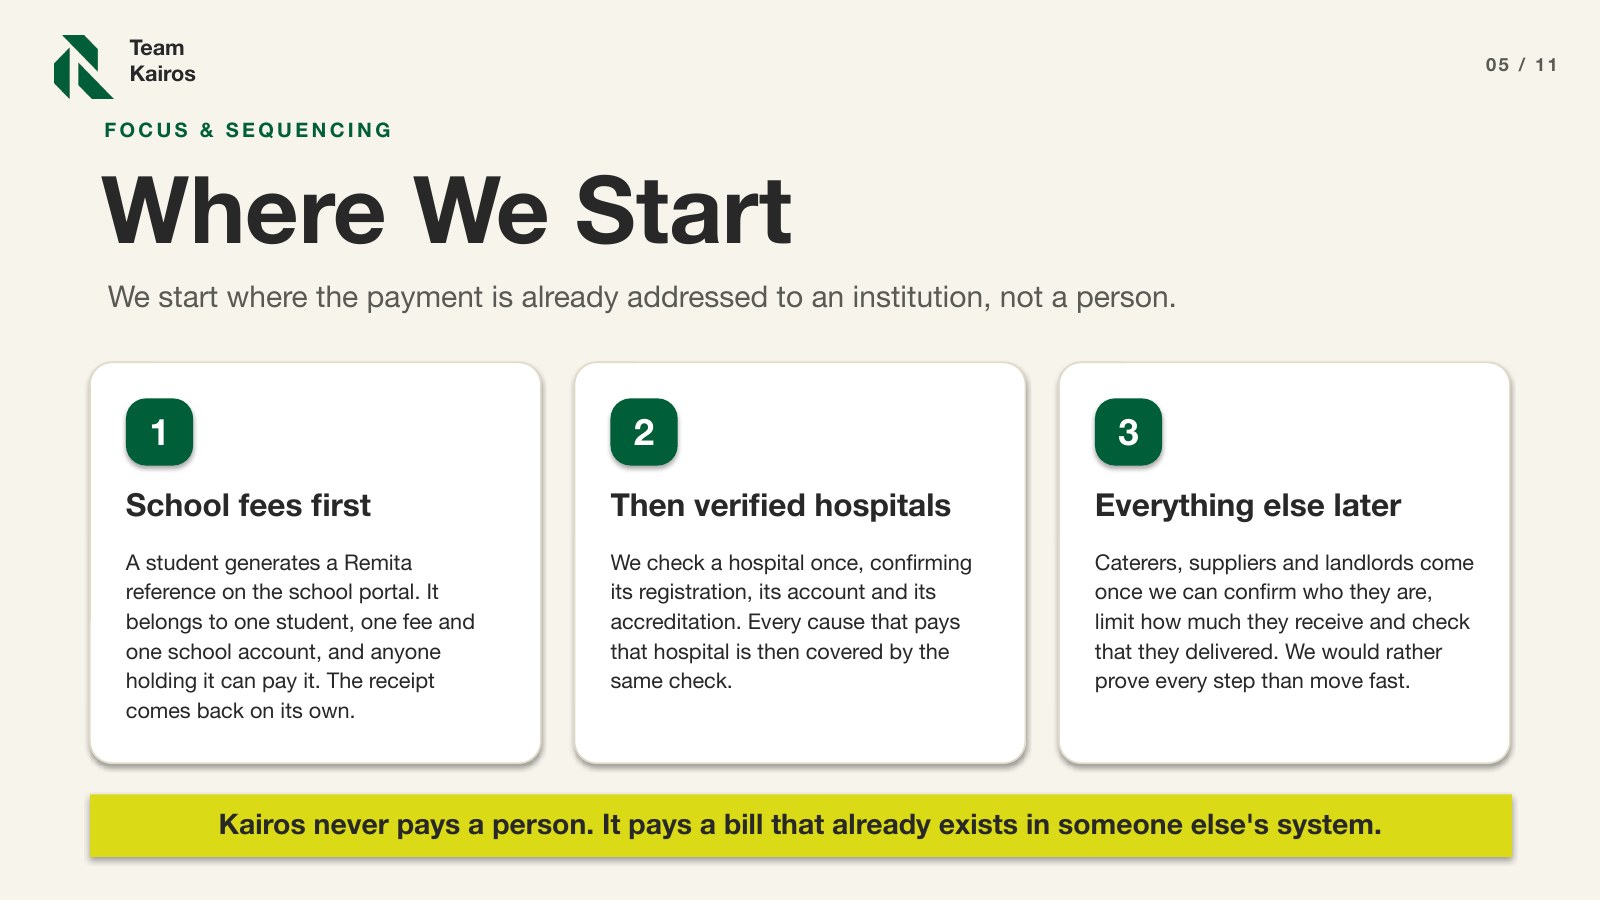 Team
Kairos
05 / 11
FOCUS & SEQUENCING
Where We Start
We start where the payment is already addressed to an institution, not a person.
1
School fees first
A student generates a Remita
reference on the school portal. It
belongs to one student, one fee and
one school account, and anyone
holding it can pay it. The receipt
comes back on its own.
2
Then verified hospitals
We check a hospital once, confirming
its registration, its account and its
accreditation. Every cause that pays
that hospital is then covered by the
same check.
3
Everything else later
Caterers, suppliers and landlords come
once we can confirm who they are,
limit how much they receive and check
that they delivered. We would rather
prove every step than move fast.
Kairos never pays a person. It pays a bill that already exists in someone else's system.